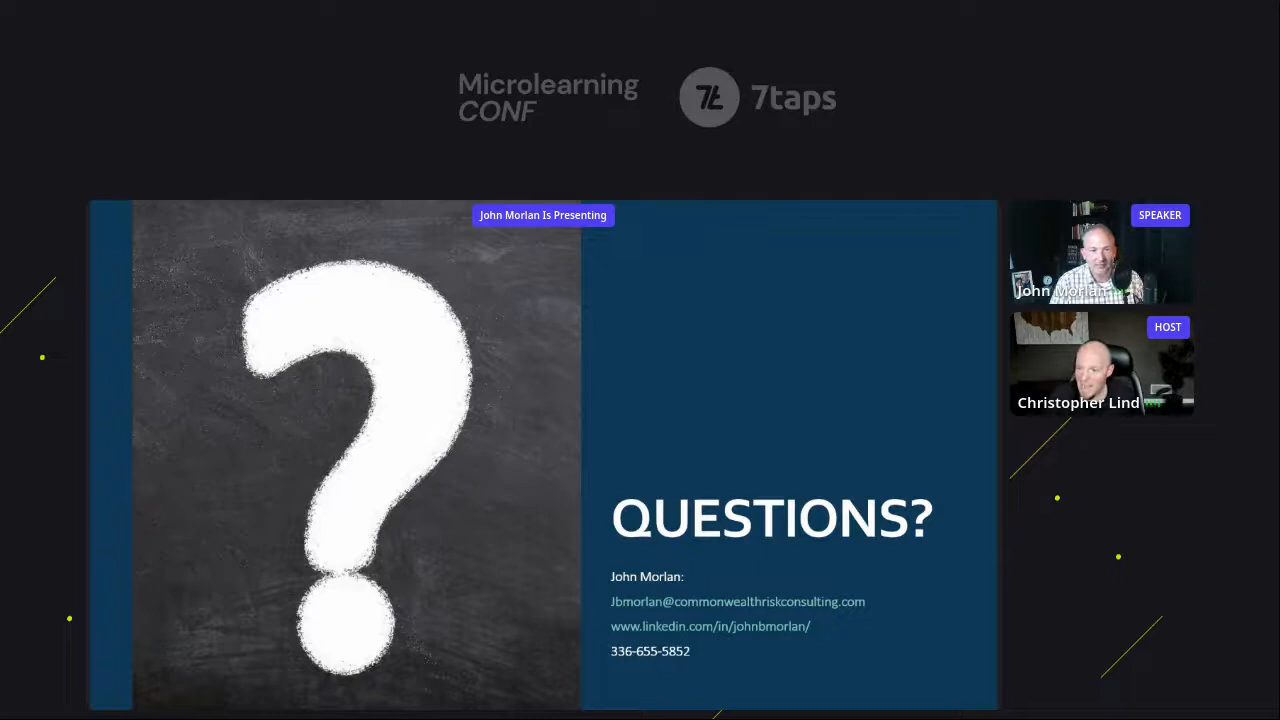 Microlearning
CONF
7t 7taps
John Morlan Is Presenting
SPEAKER
John Morlan
HOST
Christopher Lind
QUESTIONS?
John Morlan:
Jbmorlan@commonwealthriskconsulting.com
www.linkedin.com/in/johnbmorlan/
336-655-5852